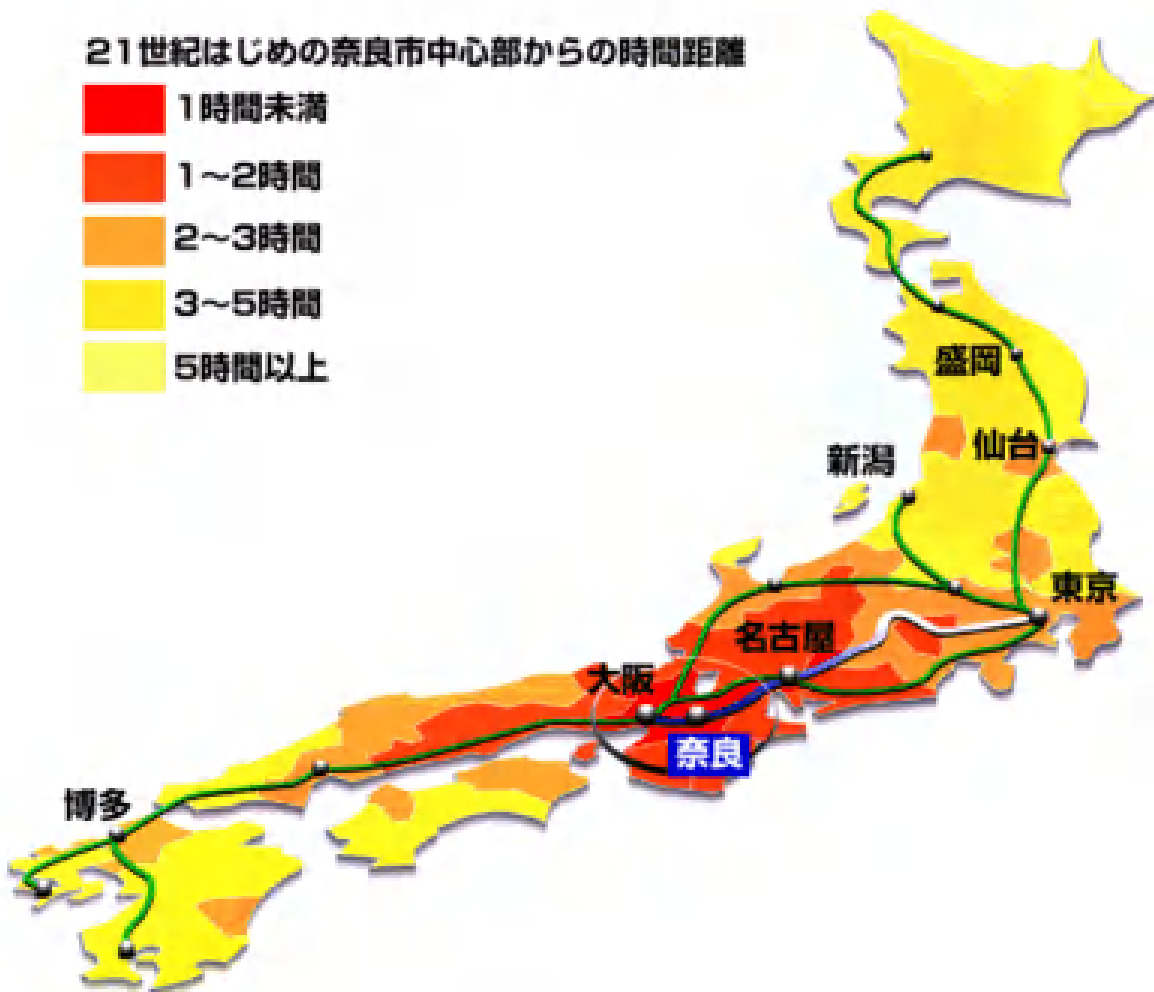 21世紀はじめの奈良市中心部からの時間距離
1時間未満
1～2時間
2～3時間
3～5時間
5時間以上
盛岡
仙台
新潟
東京
名古屋
大阪
奈良
博多